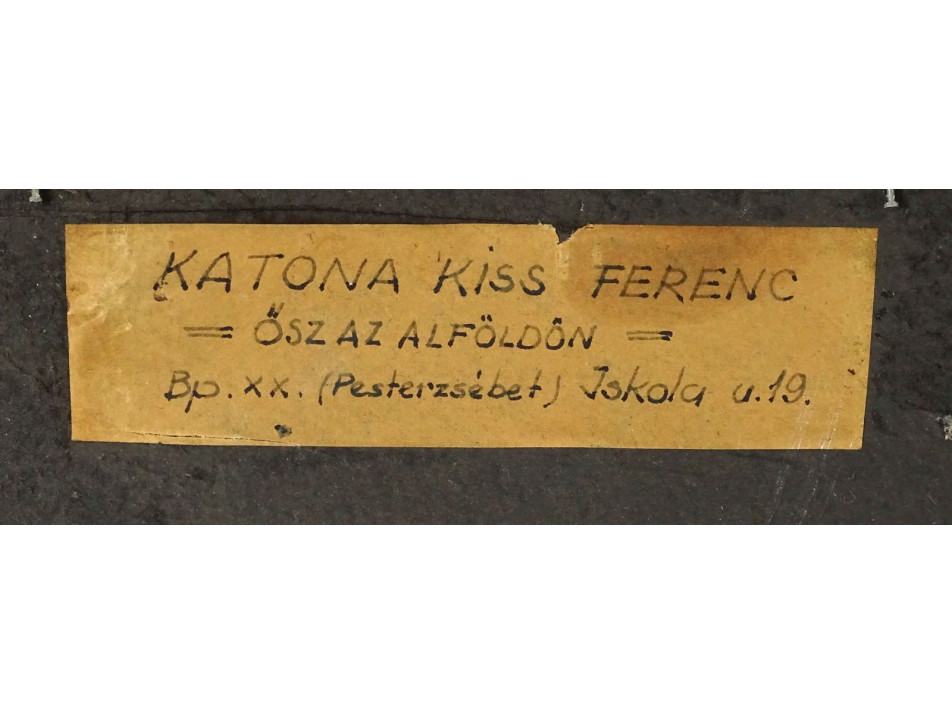 KATONA KISS FERENC
= ŐSZ AZ ALFÖLDÖN =
Bp. XX. (Pesterzsébet) Iskola u.19.